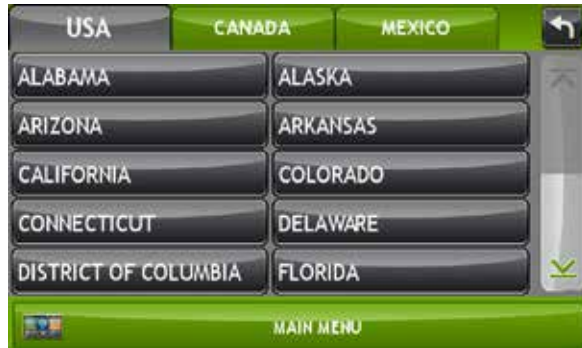 USA CANADA MEXICO
ALABAMA ALASKA
ARIZONA ARKANSAS
CALIFORNIA COLORADO
CONNECTICUT DELAWARE
DISTRICT OF COLUMBIA FLORIDA
MAIN MENU